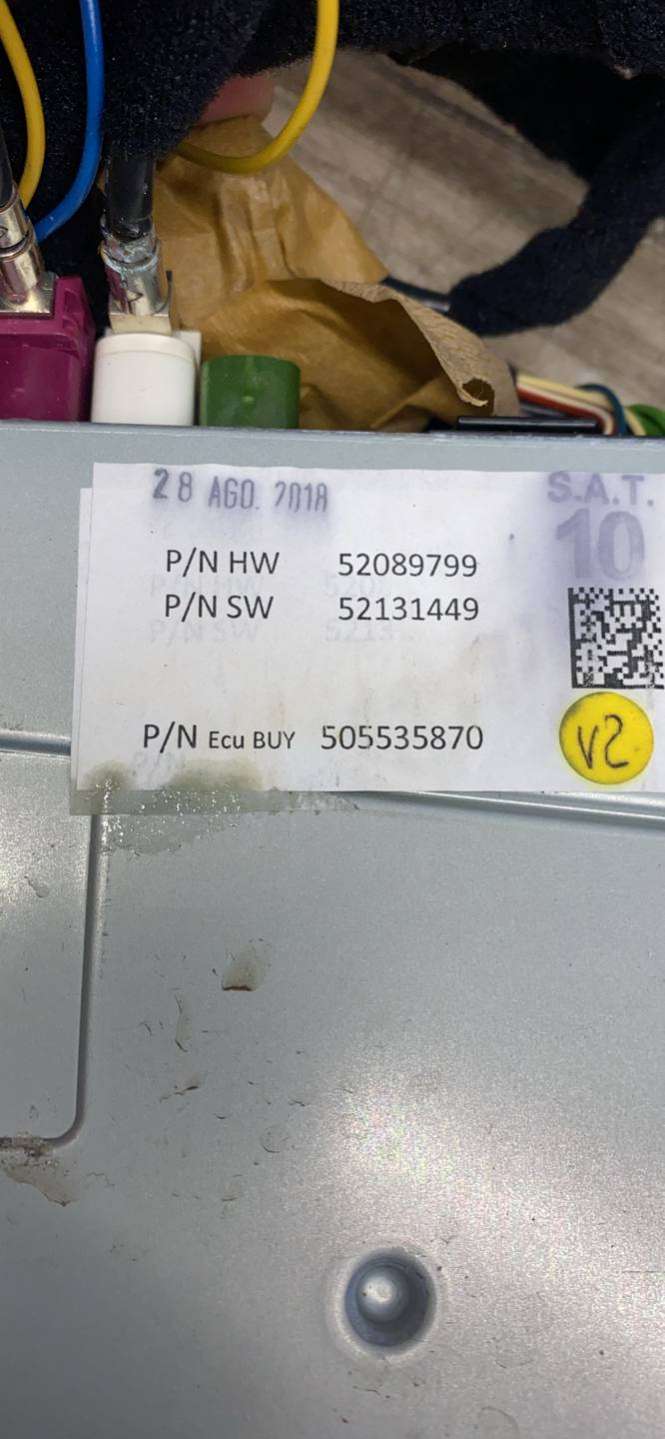 28 AGO. 2018
S.A.T.
10
P/N HW 52089799
P/N SW 52131449
P/N Ecu BUY 505535870
V2